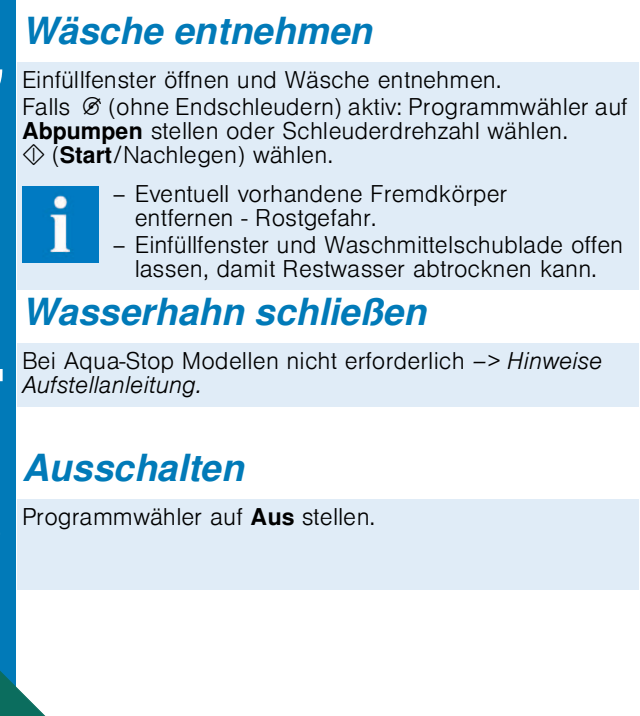 Wäsche entnehmen
Einfüllfenster öffnen und Wäsche entnehmen.
Falls (ohne Endschleudern) aktiv: Programmwähler auf
Abpumpen stellen oder Schleuderdrehzahl wählen.
(Start/Nachlegen) wählen.
i
– Eventuell vorhandene Fremdkörper
entfernen - Rostgefahr.
– Einfüllfenster und Waschmittelschublade offen
lassen, damit Restwasser abtrocknen kann.
Wasserhahn schließen
Bei Aqua-Stop Modellen nicht erforderlich –> Hinweise
Aufstellanleitung.
Ausschalten
Programmwähler auf Aus stellen.